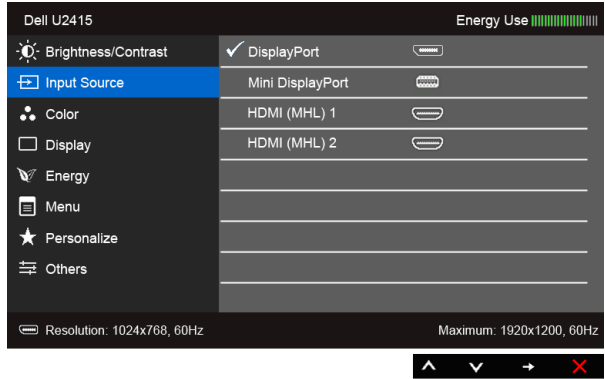 Dell U2415 Energy Use
Brightness/Contrast DisplayPort
Input Source Mini DisplayPort
Color HDMI (MHL) 1
Display HDMI (MHL) 2
Energy
Menu
Personalize
Others
Resolution: 1024x768, 60Hz Maximum: 1920x1200, 60Hz